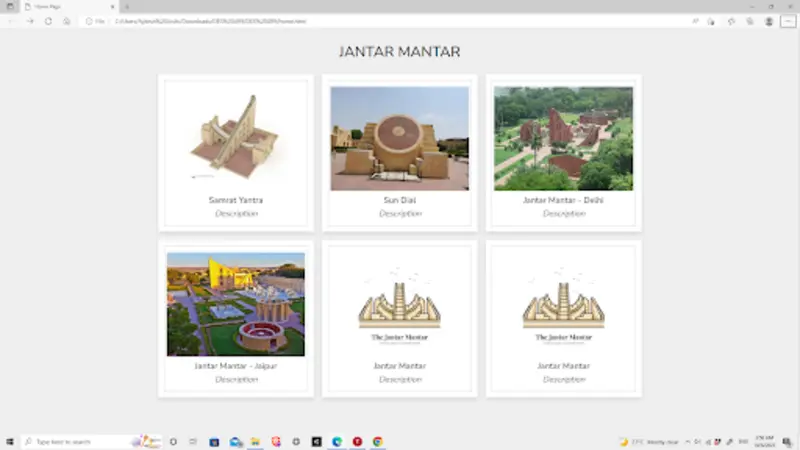 Home Page
File
JANTAR MANTAR
Samrat Yantra
Description
Sun Dial
Description
Jantar Mantar - Delhi
Description
Jantar Mantar - Jaipur
Description
The Jantar Mantar
Jantar Mantar
Description
The Jantar Mantar
Jantar Mantar
Description
Type here to search